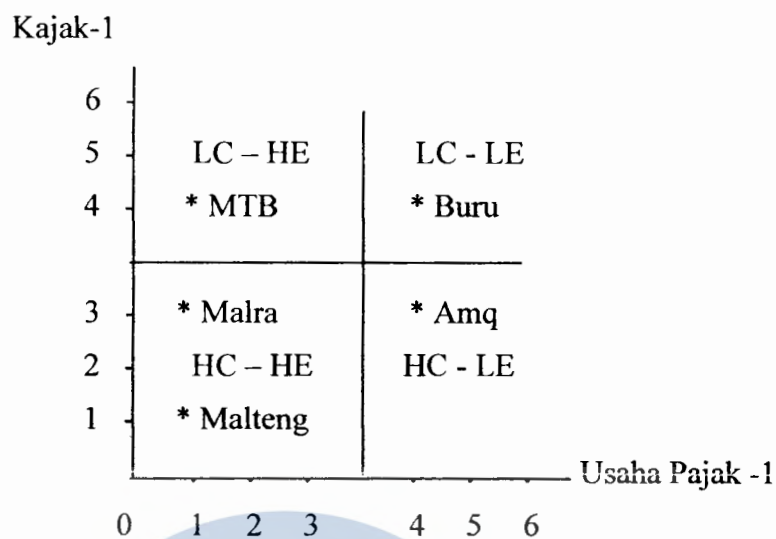 Kajak-1
6
5 LC – HE LC - LE
4 * MTB * Buru
3 * Malra * Amq
2 HC – HE HC - LE
1 * Malteng
Usaha Pajak -1
0 1 2 3 4 5 6